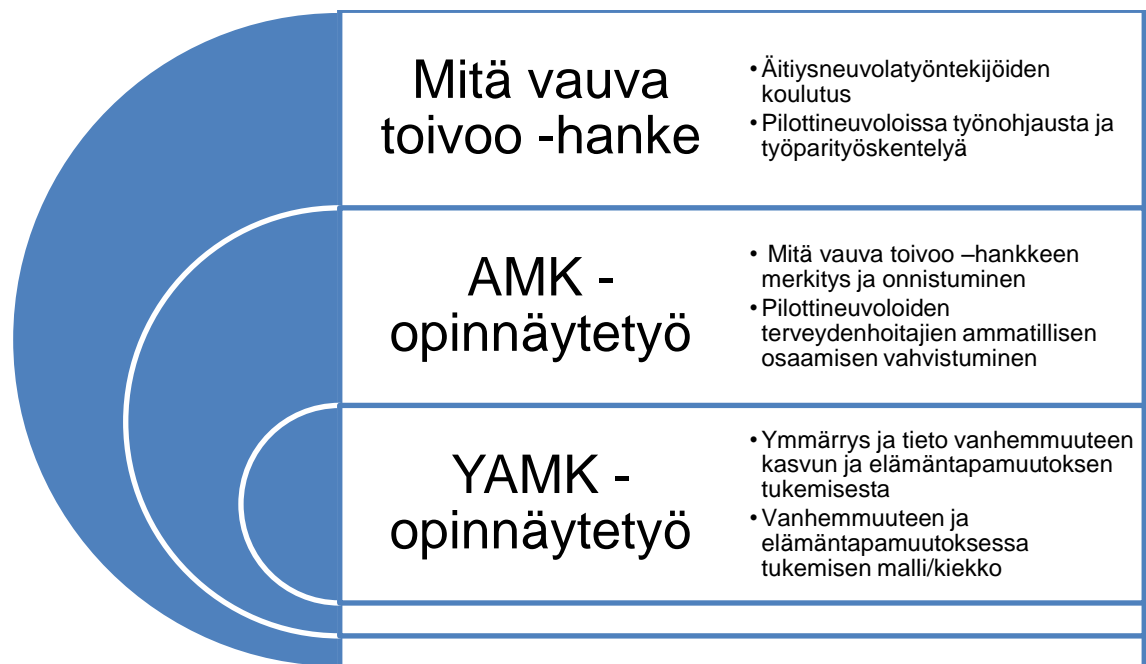 Mitä vauva
toivoo -hanke
•Äitiysneuvolatyöntekijöiden
koulutus
•Pilottineuvoloissa työnohjausta ja
työparityöskentelyä
AMK -
opinnäytetyö
• Mitä vauva toivoo –hankkeen
merkitys ja onnistuminen
•Pilottineuvoloiden
terveydenhoitajien ammatillisen
osaamisen vahvistuminen
YAMK -
opinnäytetyö
•Ymmärrys ja tieto vanhemmuuteen
kasvun ja elämäntapamuutoksen
tukemisesta
•Vanhemmuuteen ja
elämäntapamuutoksessa
tukemisen malli/kiekko